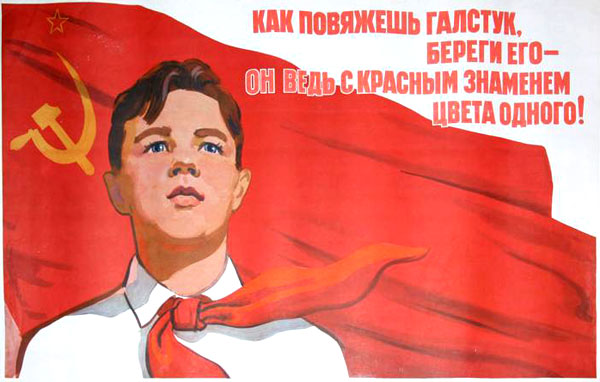 КАК ПОВЯЖЕШЬ ГАЛСТУК,
БЕРЕГИ ЕГО–
ОН ВЕДЬ С КРАСНЫМ ЗНАМЕНЕМ
ЦВЕТА ОДНОГО!